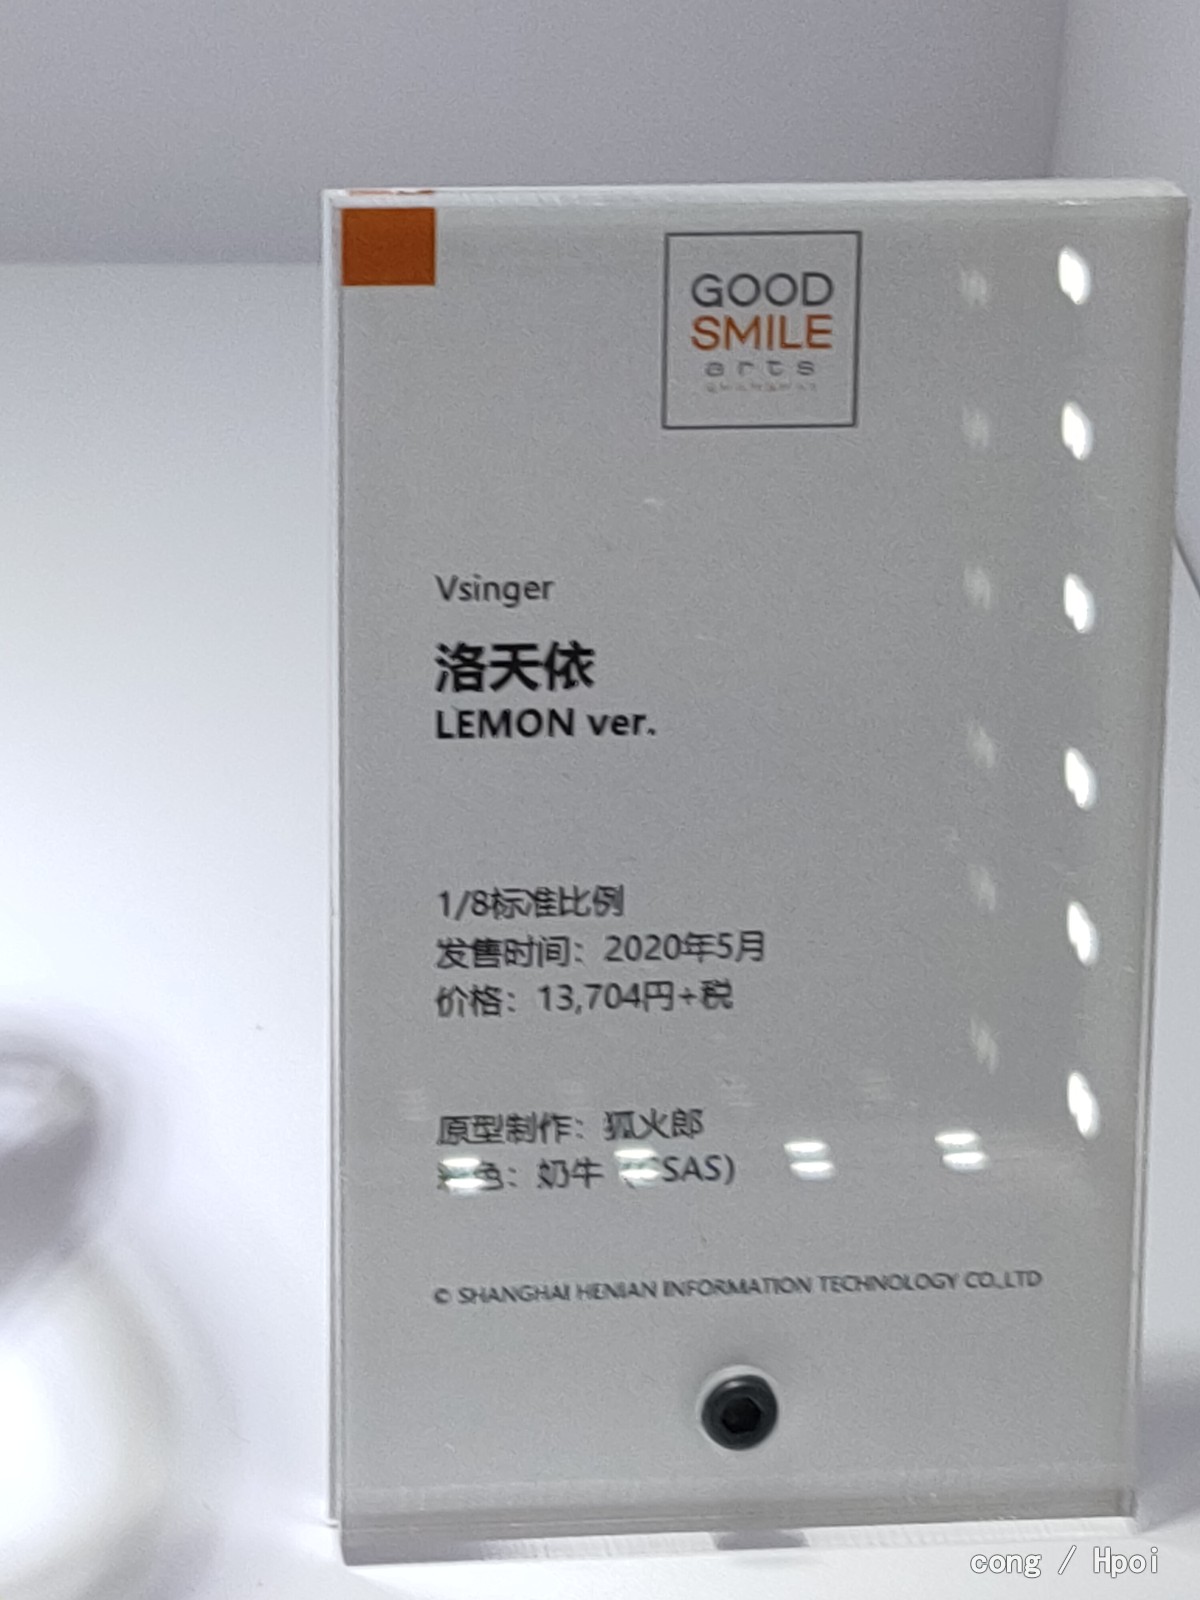 GOOD
SMILE
arts
SHANGHAI
Vsinger
洛天依
LEMON ver.
1/8标准比例
发售时间：2020年5月
价格：13,704円+税
原型制作：狐火郎
色：奶牛 SAS)
© SHANGHAI HENIAN INFORMATION TECHNOLOGY CO.,LTD
cong / Hpoi